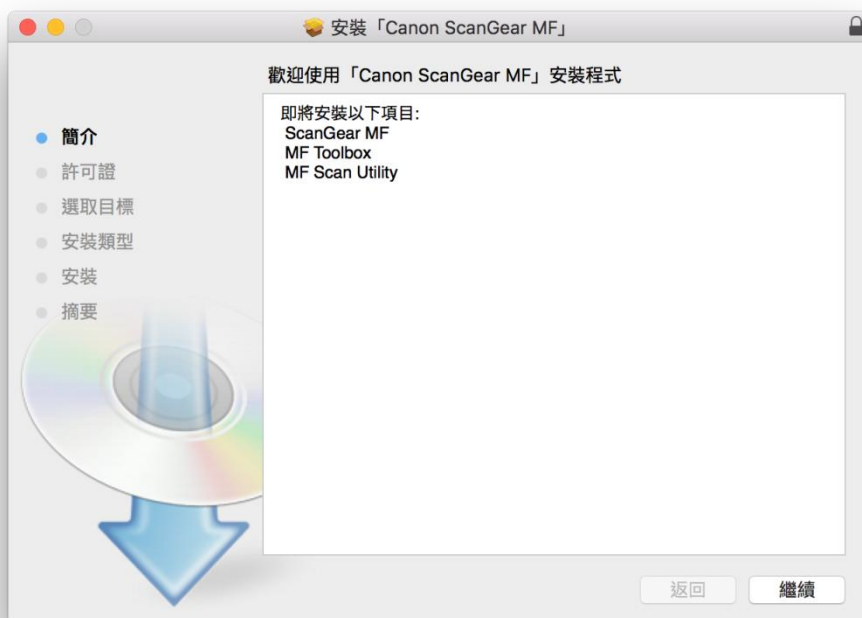 安裝「Canon ScanGear MF」
歡迎使用「Canon ScanGear MF」安裝程式
簡介
許可證
選取目標
安裝類型
安裝
摘要
即將安裝以下項目:
ScanGear MF
MF Toolbox
MF Scan Utility
返回
繼續